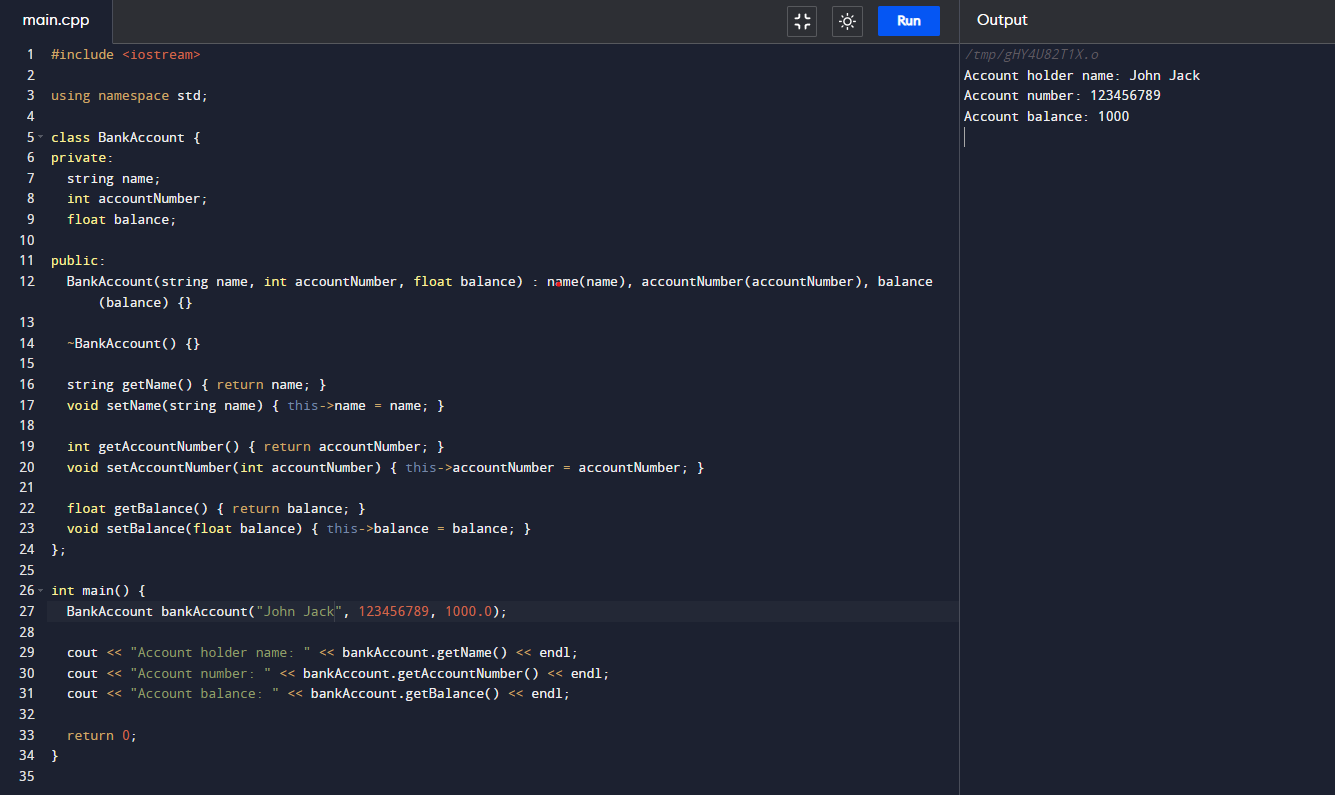 main.cpp
Run
Output
1 #include <iostream>
2
3 using namespace std;
4
5 class BankAccount {
6 private:
7   string name;
8   int accountNumber;
9   float balance;
10
11 public:
12   BankAccount(string name, int accountNumber, float balance) : name(name), accountNumber(accountNumber), balance
(balance) {}
13
14   ~BankAccount() {}
15
16   string getName() { return name; }
17   void setName(string name) { this->name = name; }
18
19   int getAccountNumber() { return accountNumber; }
20   void setAccountNumber(int accountNumber) { this->accountNumber = accountNumber; }
21
22   float getBalance() { return balance; }
23   void setBalance(float balance) { this->balance = balance; }
24 };
25
26 int main() {
27   BankAccount bankAccount("John Jack", 123456789, 1000.0);
28
29   cout << "Account holder name: " << bankAccount.getName() << endl;
30   cout << "Account number: " << bankAccount.getAccountNumber() << endl;
31   cout << "Account balance: " << bankAccount.getBalance() << endl;
32
33   return 0;
34 }
35
/tmp/gHY4U82T1X.o
Account holder name: John Jack
Account number: 123456789
Account balance: 1000